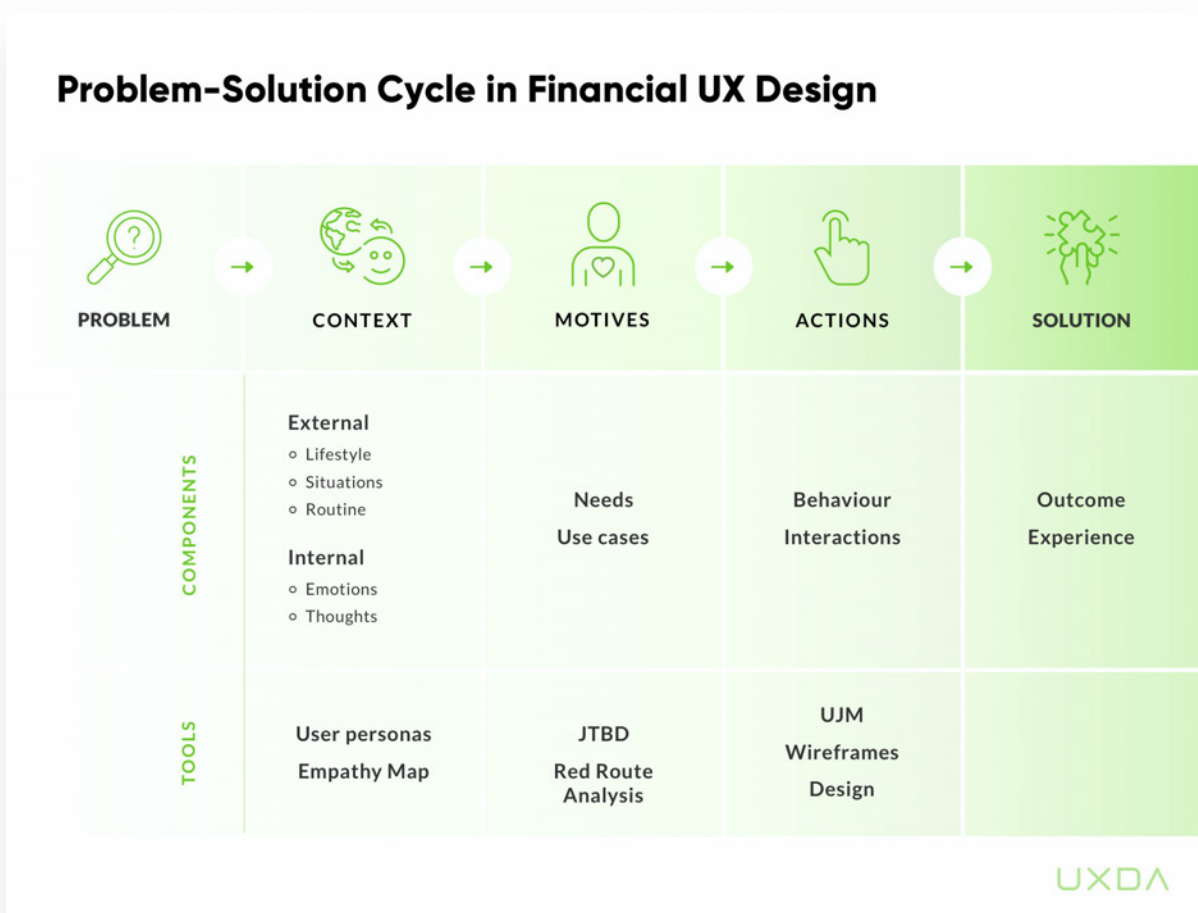 Problem-Solution Cycle in Financial UX Design
?
PROBLEM
CONTEXT
MOTIVES
ACTIONS
SOLUTION
COMPONENTS
External
Lifestyle
Situations
Routine
Internal
Emotions
Thoughts
Needs
Use cases
Behaviour
Interactions
Outcome
Experience
TOOLS
User personas
Empathy Map
JTBD
Red Route
Analysis
UJM
Wireframes
Design
UXDA